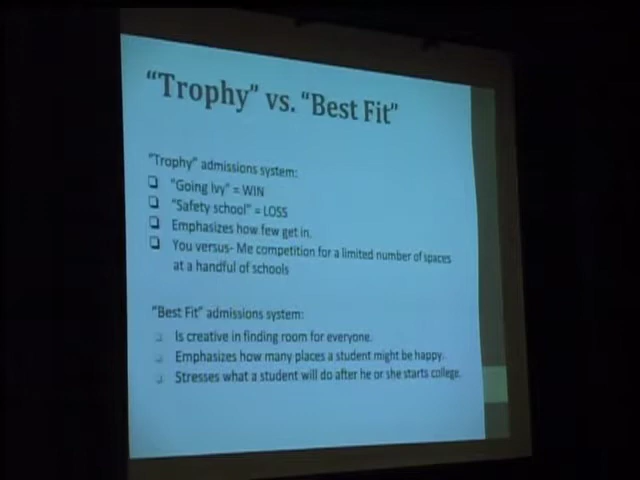 “Trophy” vs. “Best Fit”
“Trophy” admissions system:
“Going Ivy” = WIN
“Safety school” = LOSS
Emphasizes how few get in.
You versus- Me competition for a limited number of spaces
at a handful of schools
“Best Fit” admissions system:
Is creative in finding room for everyone.
Emphasizes how many places a student might be happy.
Stresses what a student will do after he or she starts college.